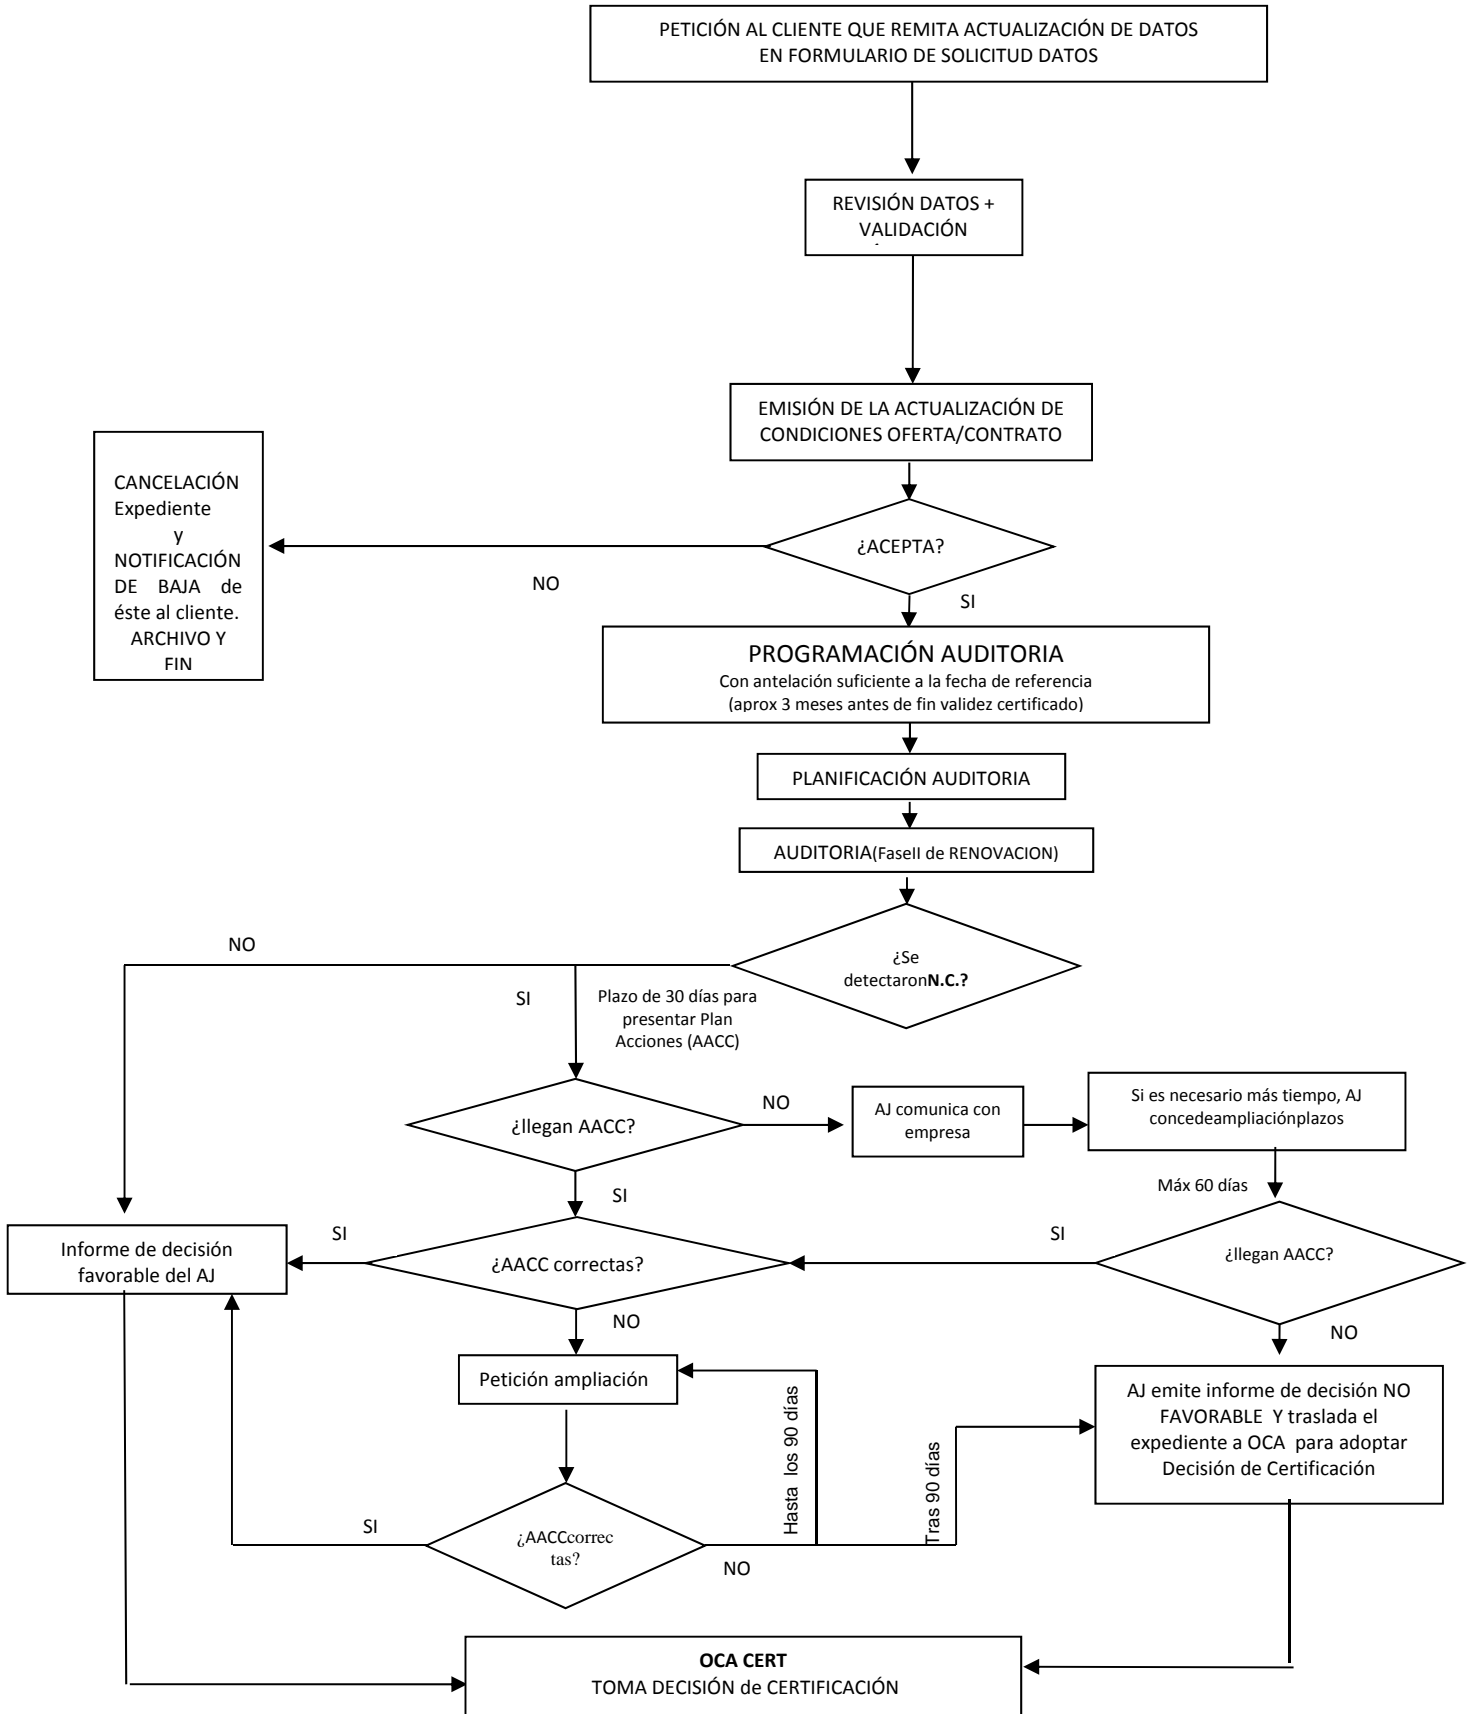 PETICIÓN AL CLIENTE QUE REMITA ACTUALIZACIÓN DE DATOS
EN FORMULARIO DE SOLICITUD DATOS
REVISIÓN DATOS +
VALIDACIÓN
EMISIÓN DE LA ACTUALIZACIÓN DE
CONDICIONES OFERTA/CONTRATO
CANCELACIÓN
Expediente
y
NOTIFICACIÓN
DE BAJA de
éste al cliente.
ARCHIVO Y
FIN
¿ACEPTA?
NO
SI
PROGRAMACIÓN AUDITORIA
Con antelación suficiente a la fecha de referencia
(aprox 3 meses antes de fin validez certificado)
PLANIFICACIÓN AUDITORIA
AUDITORIA(FaseII de RENOVACION)
NO
¿Se
detectaronN.C.?
SI
Plazo de 30 días para
presentar Plan
Acciones (AACC)
¿llegan AACC?
NO
AJ comunica con
empresa
Si es necesario más tiempo, AJ
concedeampliaciónplazos
SI
Máx 60 días
Informe de decisión
favorable del AJ
SI
¿AACC correctas?
SI
¿llegan AACC?
NO
NO
Petición ampliación
AJ emite informe de decisión NO
FAVORABLE Y traslada el
expediente a OCA para adoptar
Decisión de Certificación
Hasta los 90 días
Tras 90 días
SI
¿AACCcorrec
tas?
NO
OCA CERT
TOMA DECISIÓN de CERTIFICACIÓN